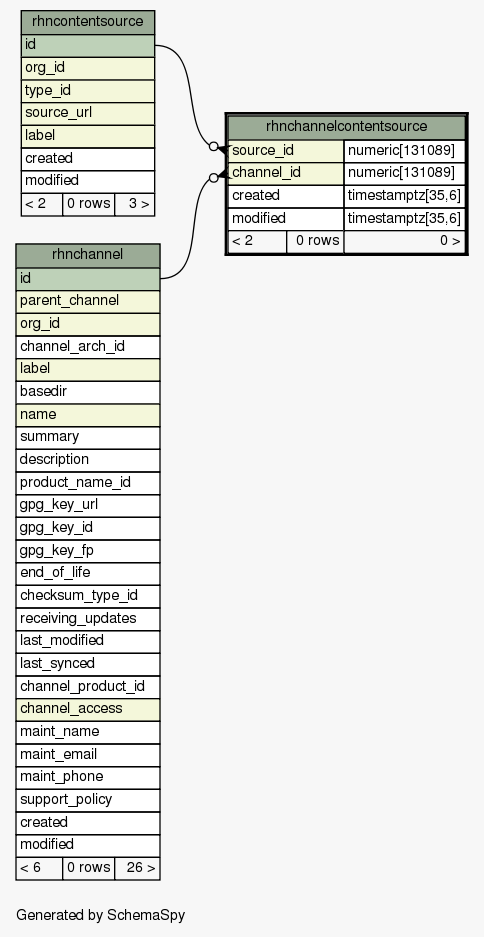 rhncontentsource
id
org_id
type_id
source_url
label
created
modified
< 2 0 rows 3 >
rhnchannelcontentsource
source_id numeric[131089]
channel_id numeric[131089]
created timestamptz[35,6]
modified timestamptz[35,6]
< 2 0 rows 0 >
rhnchannel
id
parent_channel
org_id
channel_arch_id
label
basedir
name
summary
description
product_name_id
gpg_key_url
gpg_key_id
gpg_key_fp
end_of_life
checksum_type_id
receiving_updates
last_modified
last_synced
channel_product_id
channel_access
maint_name
maint_email
maint_phone
support_policy
created
modified
< 6 0 rows 26 >
Generated by SchemaSpy